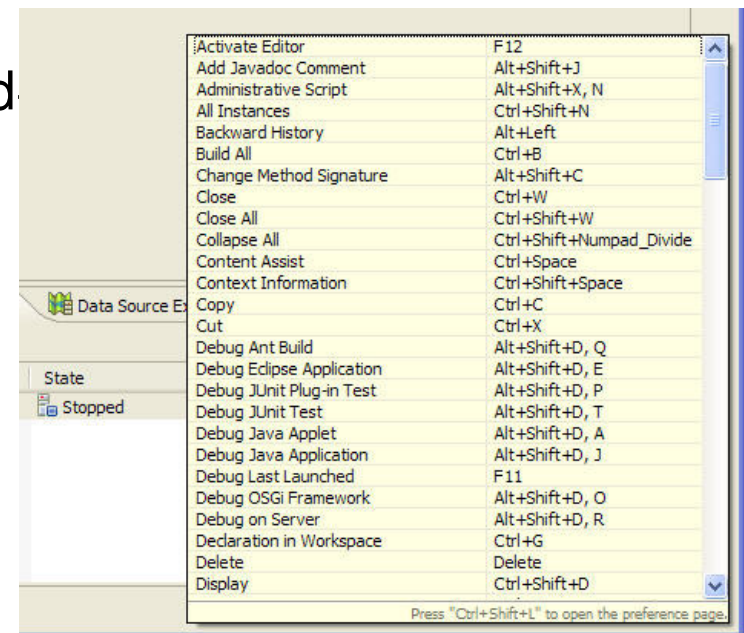 d-
Activate Editor F12
Add Javadoc Comment Alt+Shift+J
Administrative Script Alt+Shift+X, N
All Instances Ctrl+Shift+N
Backward History Alt+Left
Build All Ctrl+B
Change Method Signature Alt+Shift+C
Close Ctrl+W
Close All Ctrl+Shift+W
Collapse All Ctrl+Shift+Numpad_Divide
Content Assist Ctrl+Space
Context Information Ctrl+Shift+Space
Data Source Ex
Copy Ctrl+C
Cut Ctrl+X
Debug Ant Build Alt+Shift+D, Q
Debug Eclipse Application Alt+Shift+D, E
State
Debug JUnit Plug-in Test Alt+Shift+D, P
Stopped
Debug JUnit Test Alt+Shift+D, T
Debug Java Applet Alt+Shift+D, A
Debug Java Application Alt+Shift+D, J
Debug Last Launched F11
Debug OSGi Framework Alt+Shift+D, O
Debug on Server Alt+Shift+D, R
Declaration in Workspace Ctrl+G
Delete Delete
Display Ctrl+Shift+D
Press "Ctrl+Shift+L" to open the preference page.